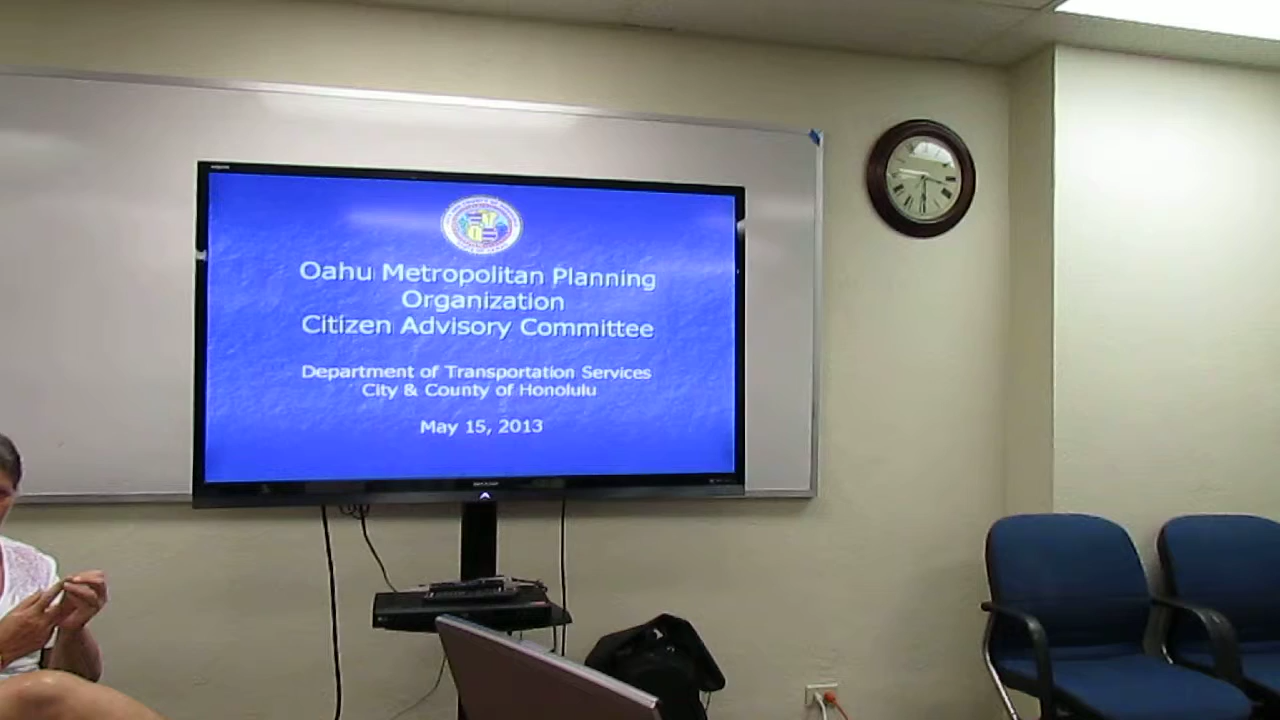 Oahu Metropolitan Planning
Organization
Citizen Advisory Committee
Department of Transportation Services
City & County of Honolulu
May 15, 2013